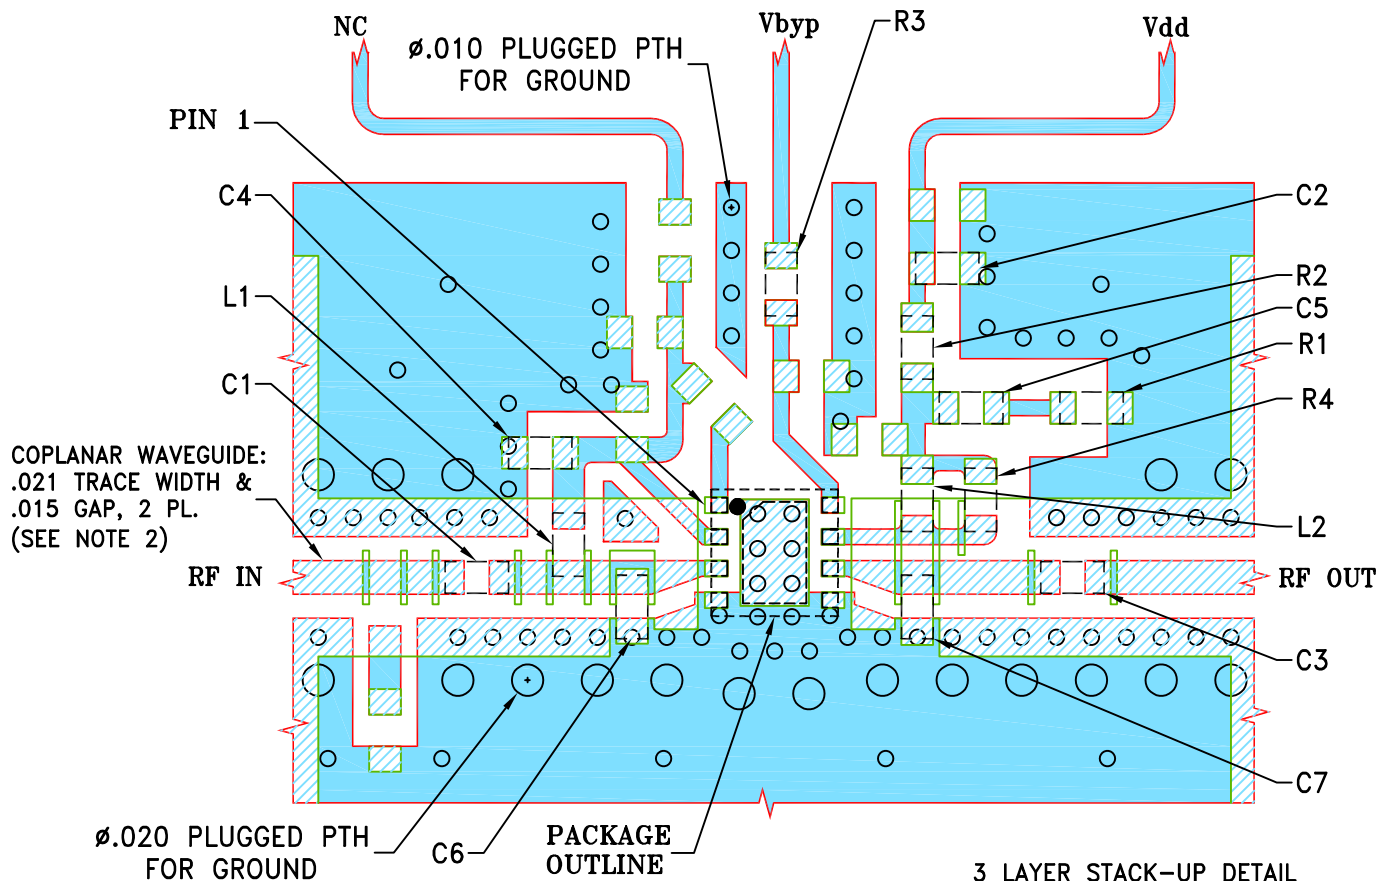 NC
Vbyp
R3
Vdd
Ø.010 PLUGGED PTH
FOR GROUND
PIN 1
C4
C2
L1
R2
C5
C1
R1
R4
COPLANAR WAVEGUIDE:
.021 TRACE WIDTH &
.015 GAP, 2 PL.
(SEE NOTE 2)
L2
RF IN
RF OUT
C3
C7
Ø.020 PLUGGED PTH
FOR GROUND
C6
PACKAGE
OUTLINE
3 LAYER STACK-UP DETAIL